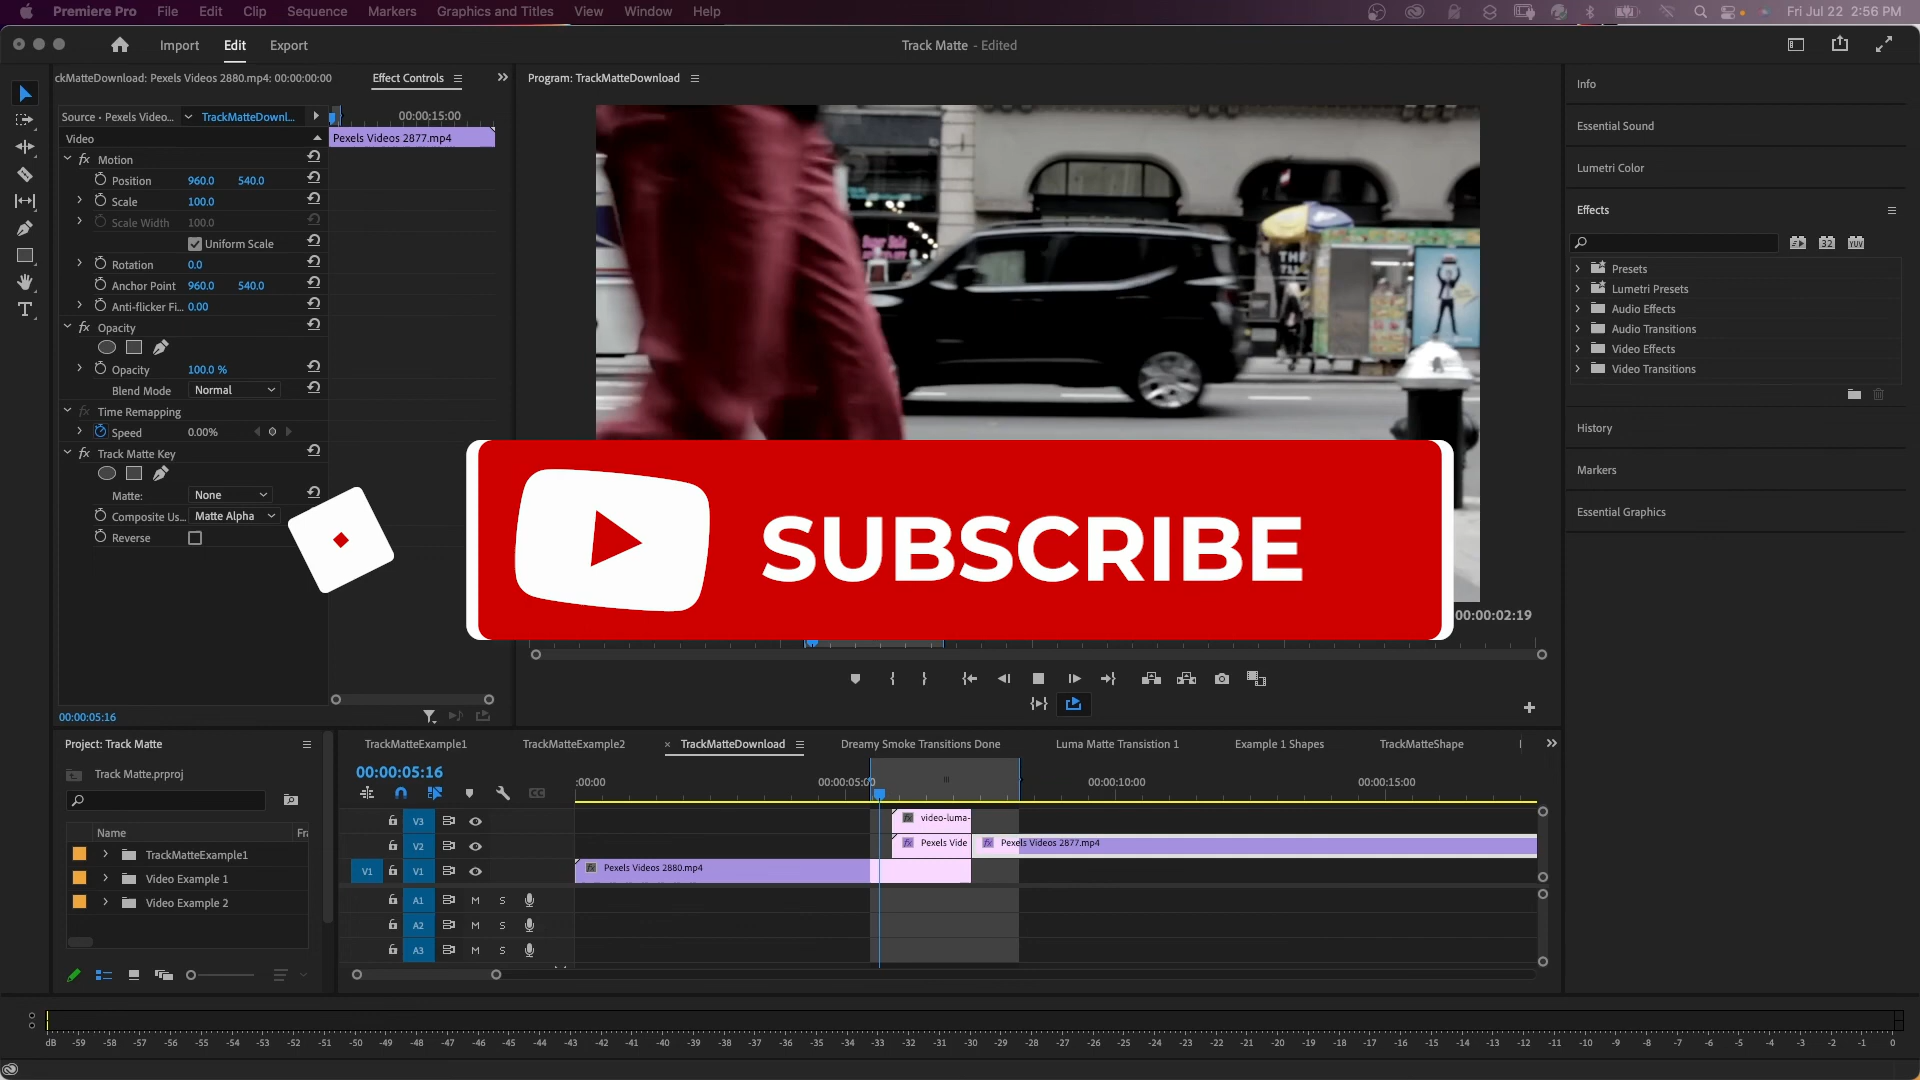 Premiere Pro File Edit Clip Sequence Markers Graphics and Titles View Window Help Fri Jul 22 2:56 PM
Import Edit Export Track Matte - Edited
ckMatteDownload: Pexels Videos 2880.mp4: 00:00:00:00 Effect Controls
Source • Pexels Video... TrackMatteDownl... 00:00:15:00
Video Pexels Videos 2877.mp4
fx Motion
Position 960.0 540.0
Scale 100.0
Scale Width 100.0
Uniform Scale
Rotation 0.0
Anchor Point 960.0 540.0
Anti-flicker Fi... 0.00
fx Opacity
Opacity 100.0 %
Blend Mode Normal
fx Time Remapping
Speed 0.00%
fx Track Matte Key
Matte: None
Composite Us... Matte Alpha
Reverse
00:00:05:16
Program: TrackMatteDownload
SUBSCRIBE
00:00:02:19
Info
Essential Sound
Lumetri Color
Effects
32 YUV
Presets
Lumetri Presets
Audio Effects
Audio Transitions
Video Effects
Video Transitions
History
Markers
Essential Graphics
Project: Track Matte
Track Matte.prproj
Name Fra
TrackMatteExample1
Video Example 1
Video Example 2
TrackMatteExample1 TrackMatteExample2 × TrackMatteDownload Dreamy Smoke Transitions Done Luma Matte Transistion 1 Example 1 Shapes TrackMatteShape
00:00:05:16 :00:00 00:00:05:00 00:00:10:00 00:00:15:00
V3 fx video-luma-
V2 fx Pexels Vide fx Pexels Videos 2877.mp4
V1 V1 fx Pexels Videos 2880.mp4
A1 M S
A2 M S
A3 M S
dB -59 -58 -57 -56 -55 -54 -53 -52 -51 -50 -49 -48 -47 -46 -45 -44 -43 -42 -41 -40 -39 -38 -37 -36 -35 -34 -33 -32 -31 -30 -29 -28 -27 -26 -25 -24 -23 -22 -21 -20 -19 -18 -17 -16 -15 -14 -13 -12 -11 -10 -9 -8 -7 -6 -5 -4 -3 -2 -1 0